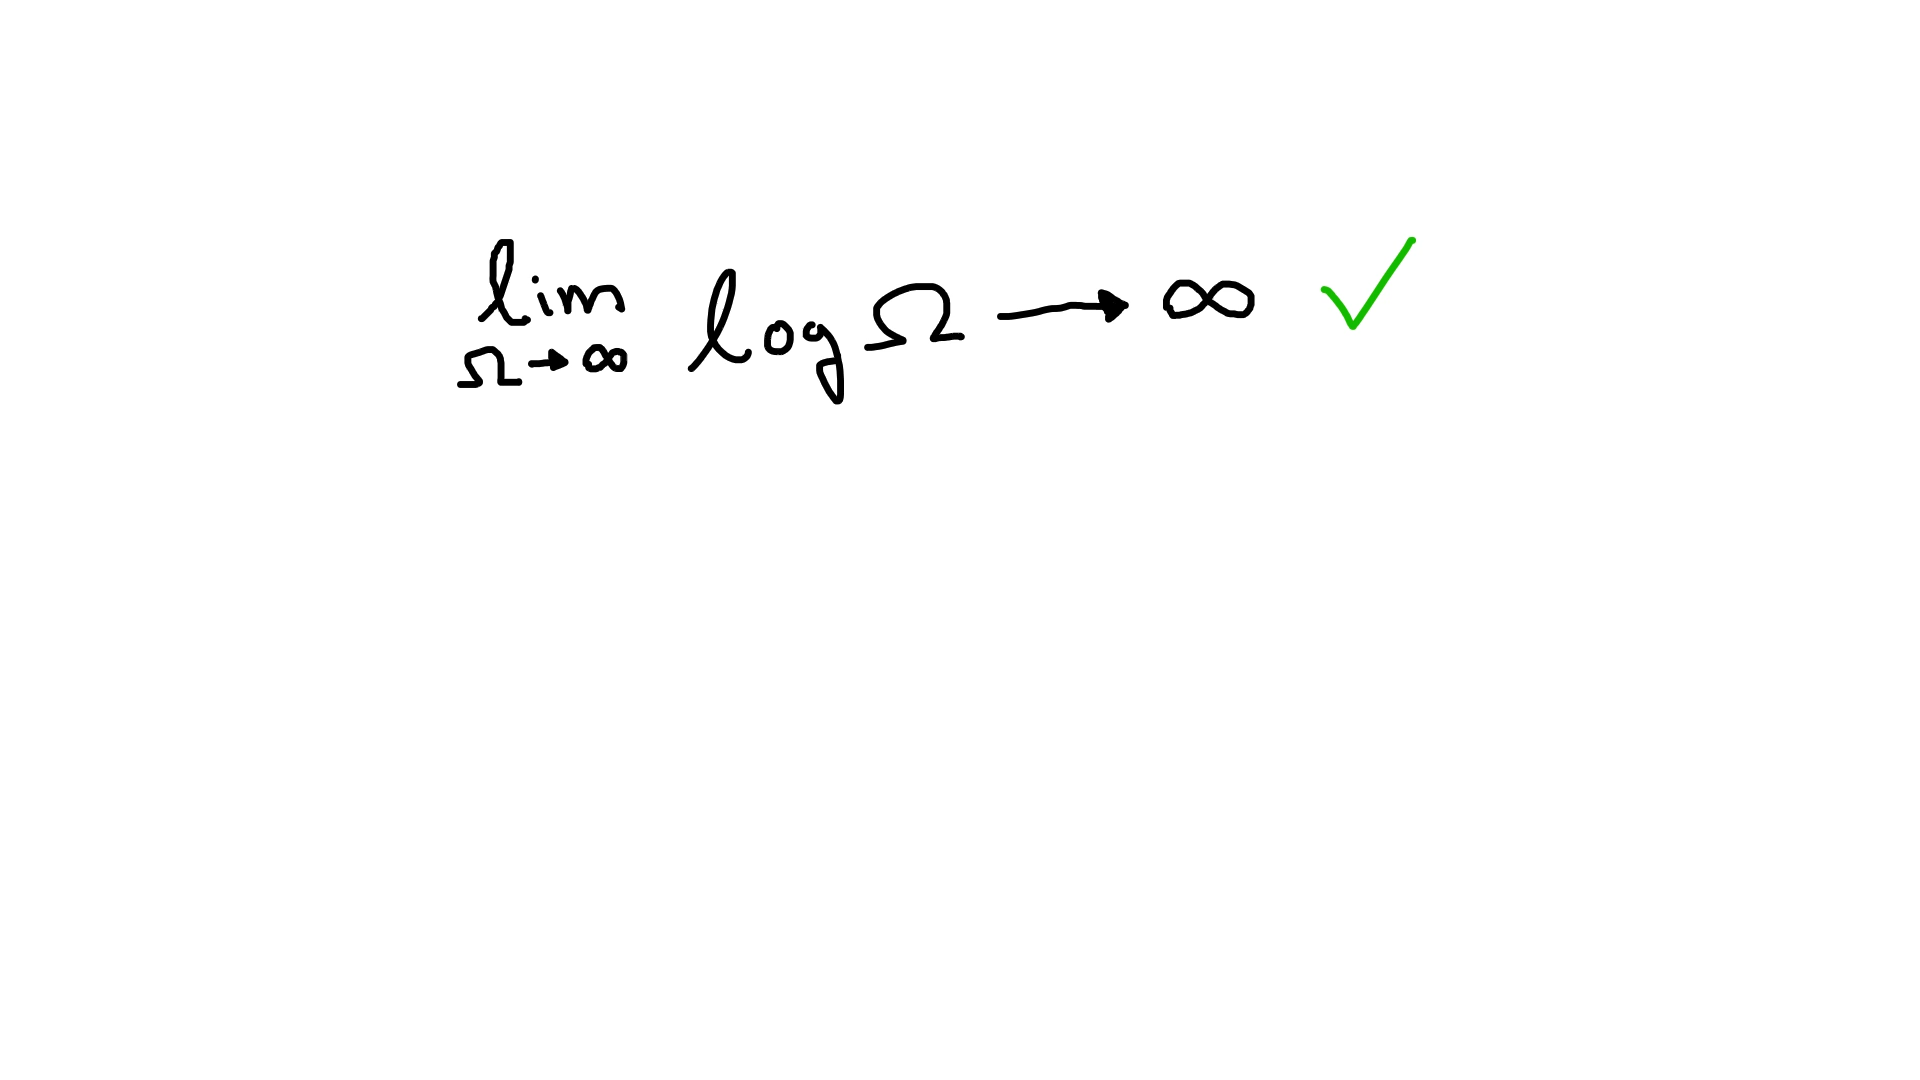 lim log Ω → ∞ ✓
Ω → ∞